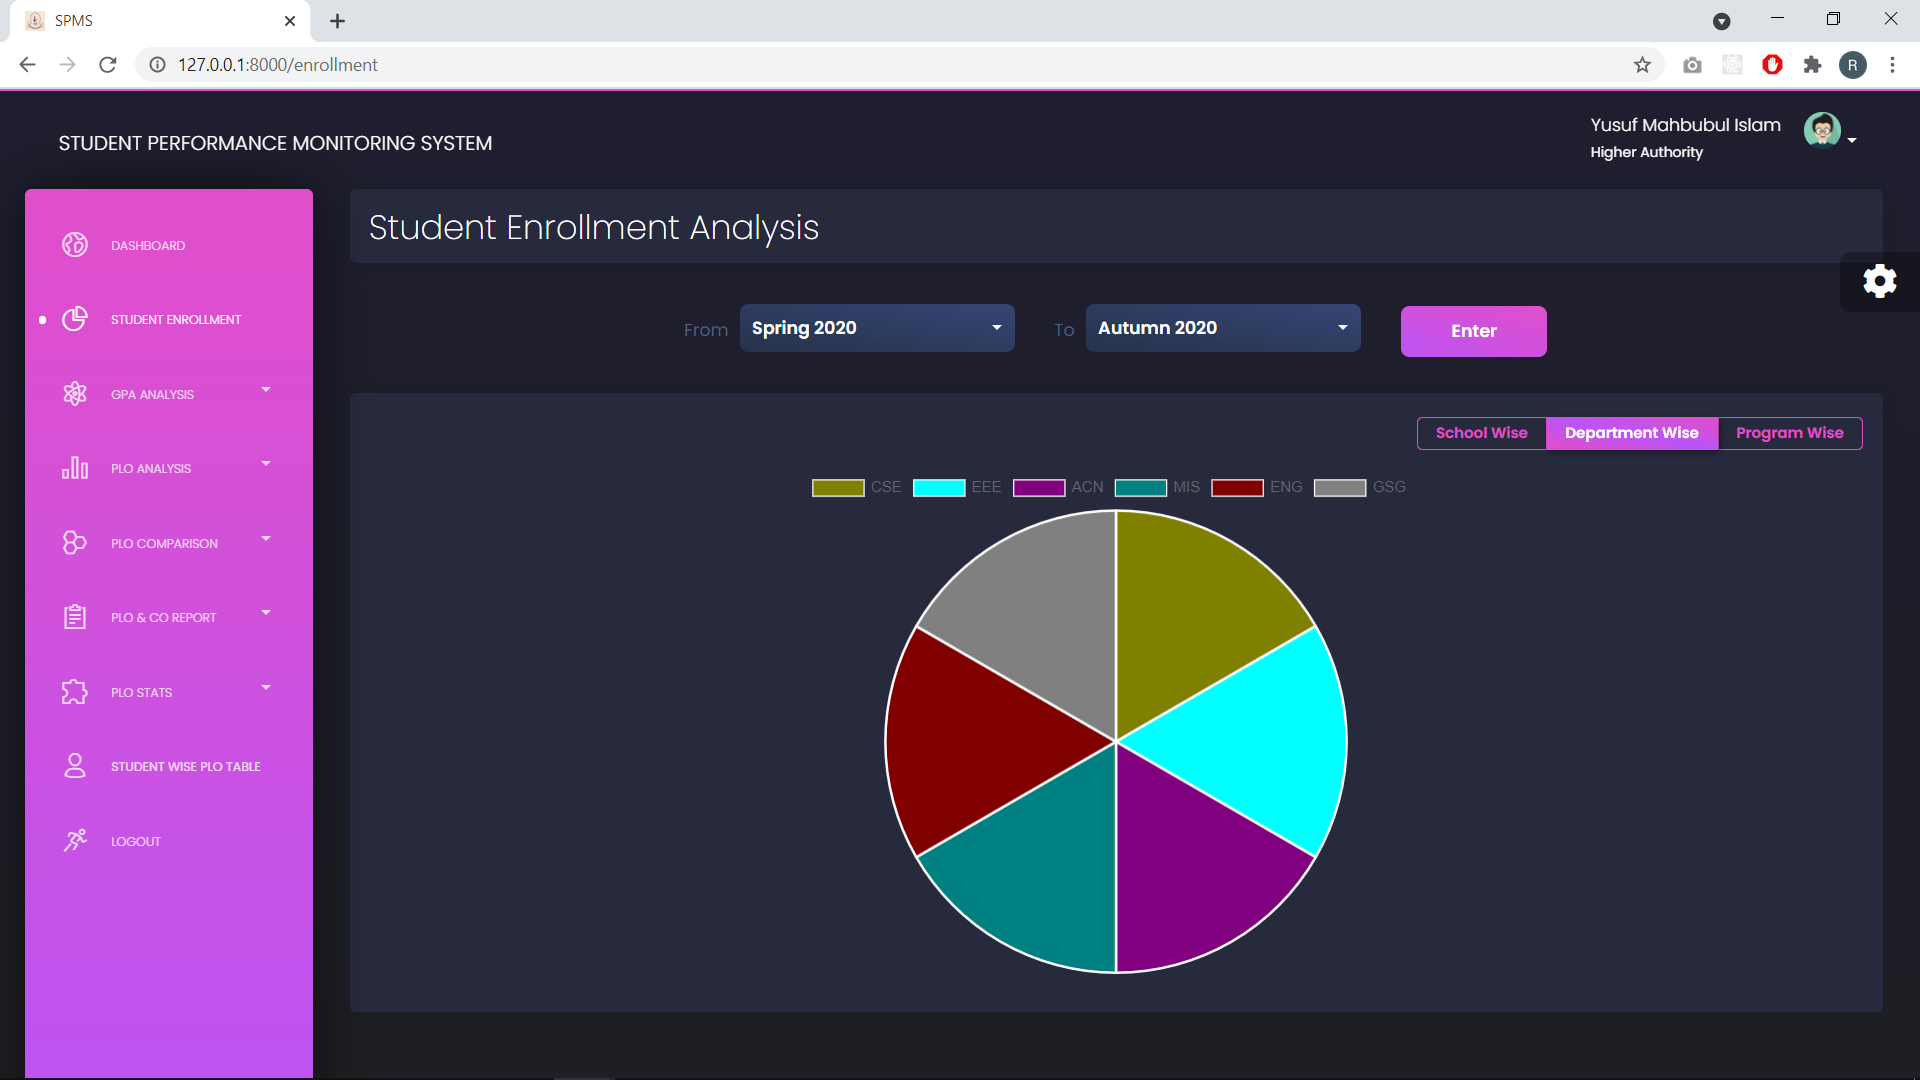 SPMS
127.0.0.1:8000/enrollment
R
STUDENT PERFORMANCE MONITORING SYSTEM
Yusuf Mahbubul Islam
Higher Authority
DASHBOARD
STUDENT ENROLLMENT
GPA ANALYSIS
PLO ANALYSIS
PLO COMPARISON
PLO & CO REPORT
PLO STATS
STUDENT WISE PLO TABLE
LOGOUT
Student Enrollment Analysis
From Spring 2020 To Autumn 2020 Enter
School Wise Department Wise Program Wise
CSE EEE ACN MIS ENG GSG